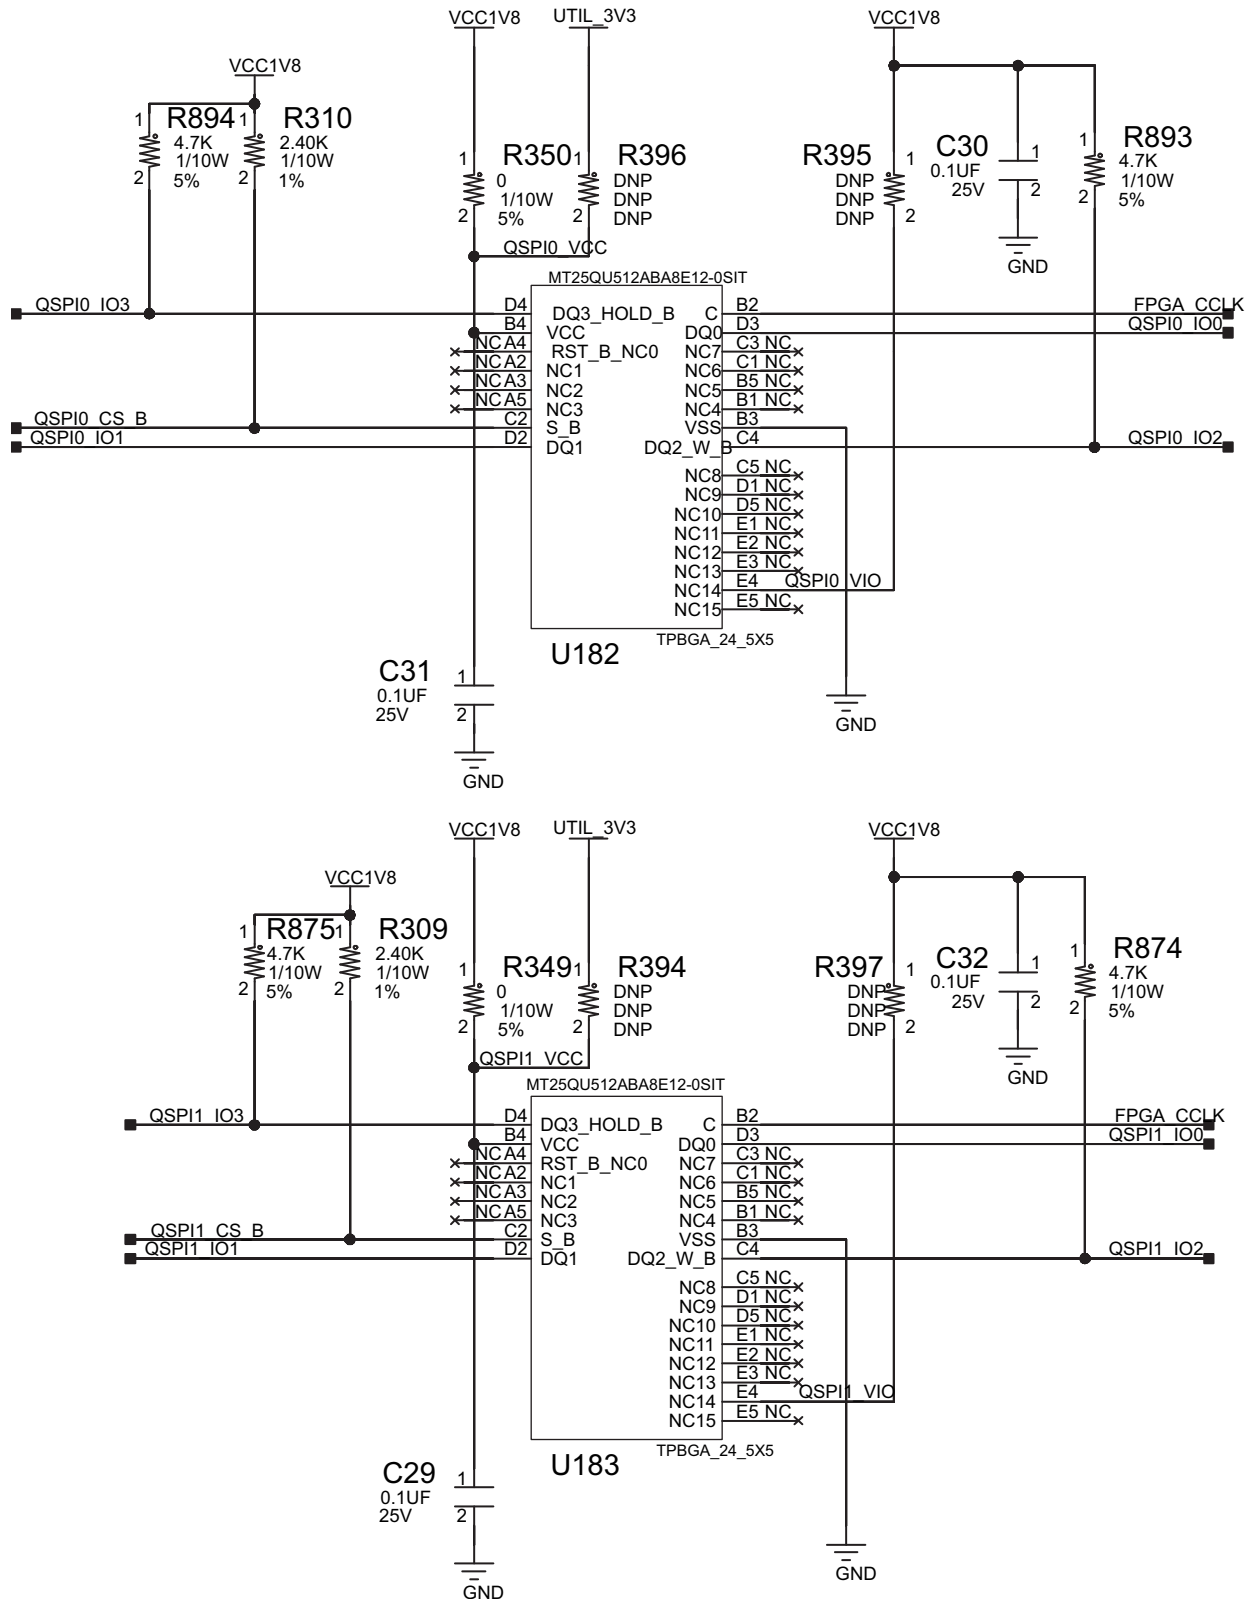 VCC1V8
UTIL_3V3
VCC1V8
VCC1V8
1
R894
4.7K
1/10W
5%
2
1
R310
2.40K
1/10W
1%
2
1
R350
0
1/10W
5%
2
1
R396
DNP
DNP
DNP
2
R395
DNP
DNP
DNP
1
2
C30
0.1UF
25V
1
2
GND
1
R893
4.7K
1/10W
5%
2
QSPI0_VCC
MT25QU512ABA8E12-0SIT
QSPI0_IO3
D4
DQ3_HOLD_B
C
B2
FPGA_CCLK
B4
VCC
DQ0
D3
QSPI0_IO0
NC A4
RST_B_NC0
NC7
C3 NC
NC A2
NC1
NC6
C1 NC
NC A3
NC2
NC5
B5 NC
NC A5
NC3
NC4
B1 NC
QSPI0_CS_B
C2
S_B
VSS
B3
QSPI0_IO1
D2
DQ1
DQ2_W_B
C4
QSPI0_IO2
NC8
C5 NC
NC9
D1 NC
NC10
D5 NC
NC11
E1 NC
NC12
E2 NC
NC13
E3 NC
NC14
E4
QSPI0_VIO
NC15
E5 NC
TPBGA_24_5X5
U182
C31
0.1UF
25V
1
2
GND
GND
VCC1V8
UTIL_3V3
VCC1V8
VCC1V8
1
R875
4.7K
1/10W
5%
2
1
R309
2.40K
1/10W
1%
2
1
R349
0
1/10W
5%
2
1
R394
DNP
DNP
DNP
2
R397
DNP
DNP
DNP
1
2
C32
0.1UF
25V
1
2
GND
1
R874
4.7K
1/10W
5%
2
QSPI1_VCC
MT25QU512ABA8E12-0SIT
QSPI1_IO3
D4
DQ3_HOLD_B
C
B2
FPGA_CCLK
B4
VCC
DQ0
D3
QSPI1_IO0
NC A4
RST_B_NC0
NC7
C3 NC
NC A2
NC1
NC6
C1 NC
NC A3
NC2
NC5
B5 NC
NC A5
NC3
NC4
B1 NC
QSPI1_CS_B
C2
S_B
VSS
B3
QSPI1_IO1
D2
DQ1
DQ2_W_B
C4
QSPI1_IO2
NC8
C5 NC
NC9
D1 NC
NC10
D5 NC
NC11
E1 NC
NC12
E2 NC
NC13
E3 NC
NC14
E4
QSPI1_VIO
NC15
E5 NC
TPBGA_24_5X5
U183
C29
0.1UF
25V
1
2
GND
GND